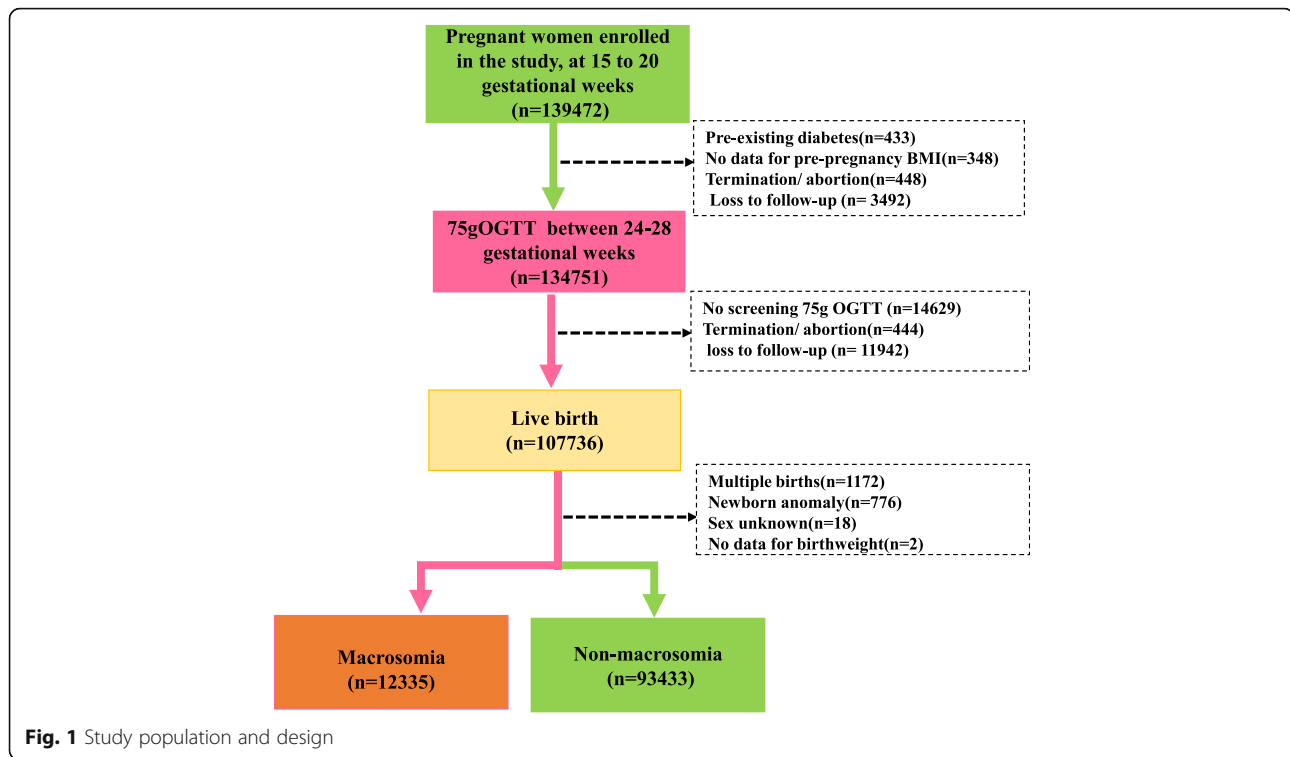 Pregnant women enrolled
in the study, at 15 to 20
gestational weeks
(n=139472)
Pre-existing diabetes(n=433)
No data for pre-pregnancy BMI(n=348)
Termination/ abortion(n=448)
Loss to follow-up (n= 3492)
75gOGTT between 24-28
gestational weeks
(n=134751)
No screening 75g OGTT (n=14629)
Termination/ abortion(n=444)
loss to follow-up (n= 11942)
Live birth
(n=107736)
Multiple births(n=1172)
Newborn anomaly(n=776)
Sex unknown(n=18)
No data for birthweight(n=2)
Macrosomia
(n=12335)
Non-macrosomia
(n=93433)
Fig. 1 Study population and design